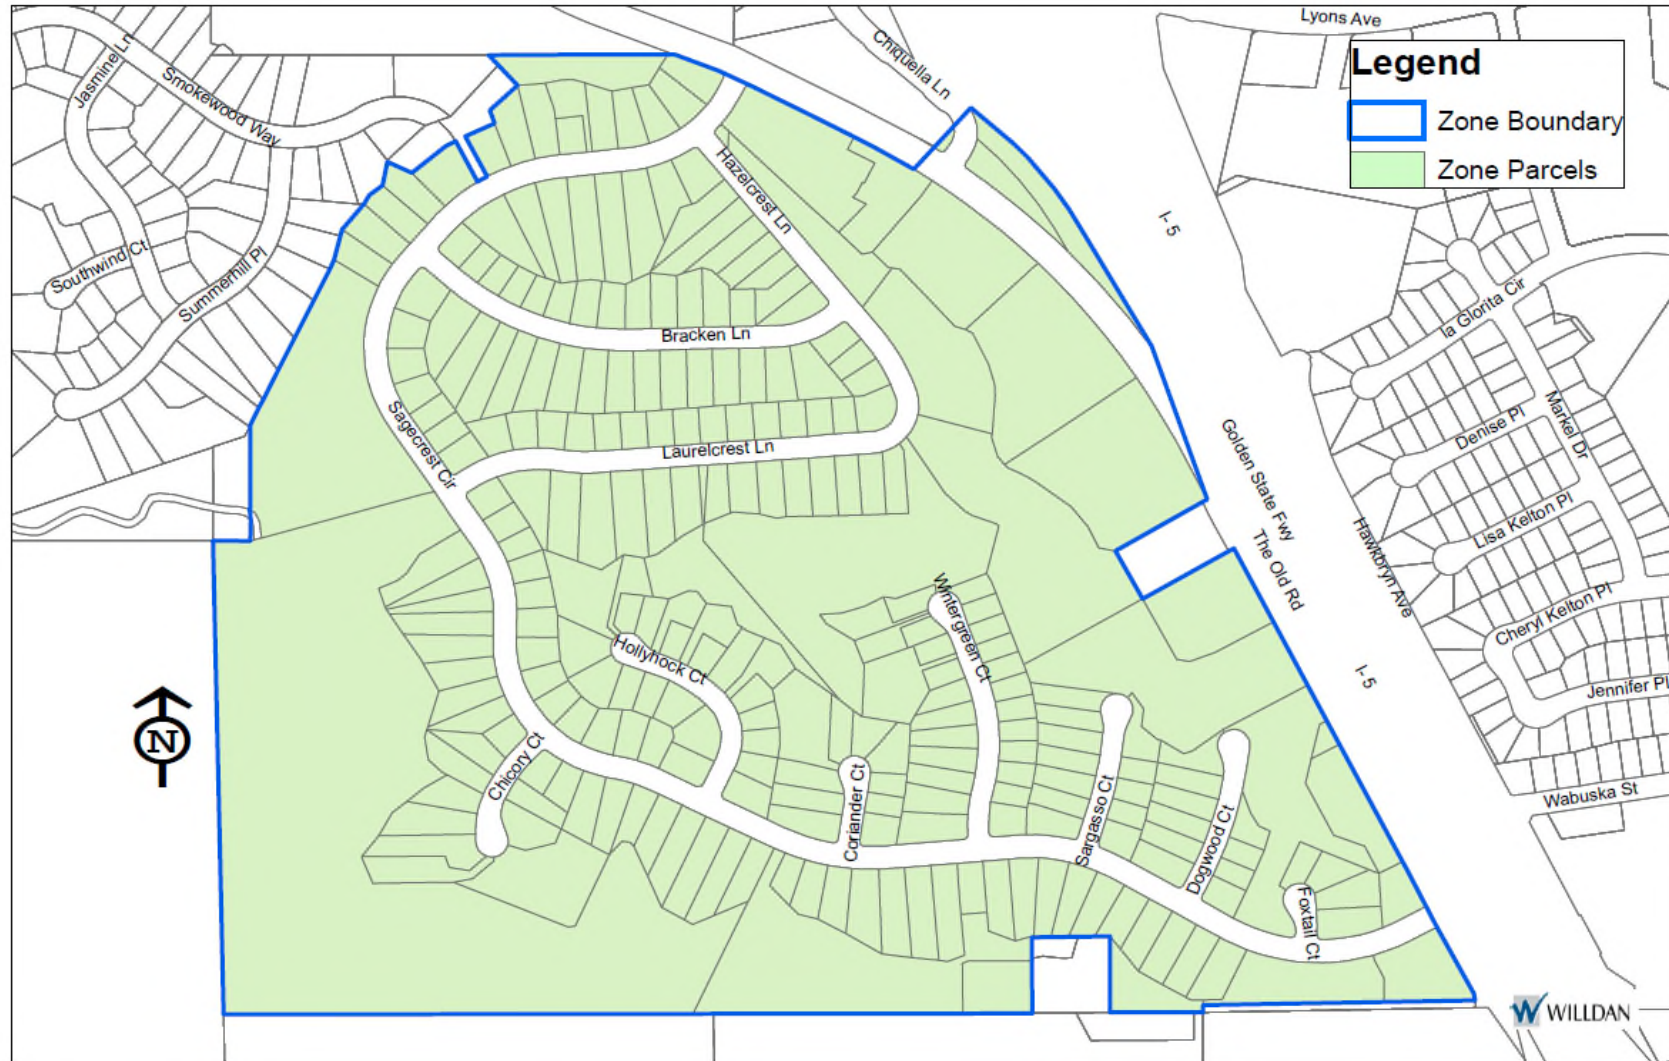 Lyons Ave
Chiquella Ln
Legend
Zone Boundary
Zone Parcels
Jasmine Ln
Smokewood Way
Hazelcrest Ln
I- 5
Southwind Ct
Summerhill Pl
la Glorita Cir
Bracken Ln
Sagecrest Cir
Laurelcrest Ln
Denise Pl
Markel Dr
Golden State Fwy
The Old Rd
Hawkbryn Ave
Lisa Kelton Pl
Cheryl Kelton Pl
Wintergreen Ct
Hollyhock Ct
I- 5
Jennifer Pl
N
Chicory Ct
Coriander Ct
Sargasso Ct
Dogwood Ct
Wabuska St
Foxtail Ct
W WILLDAN